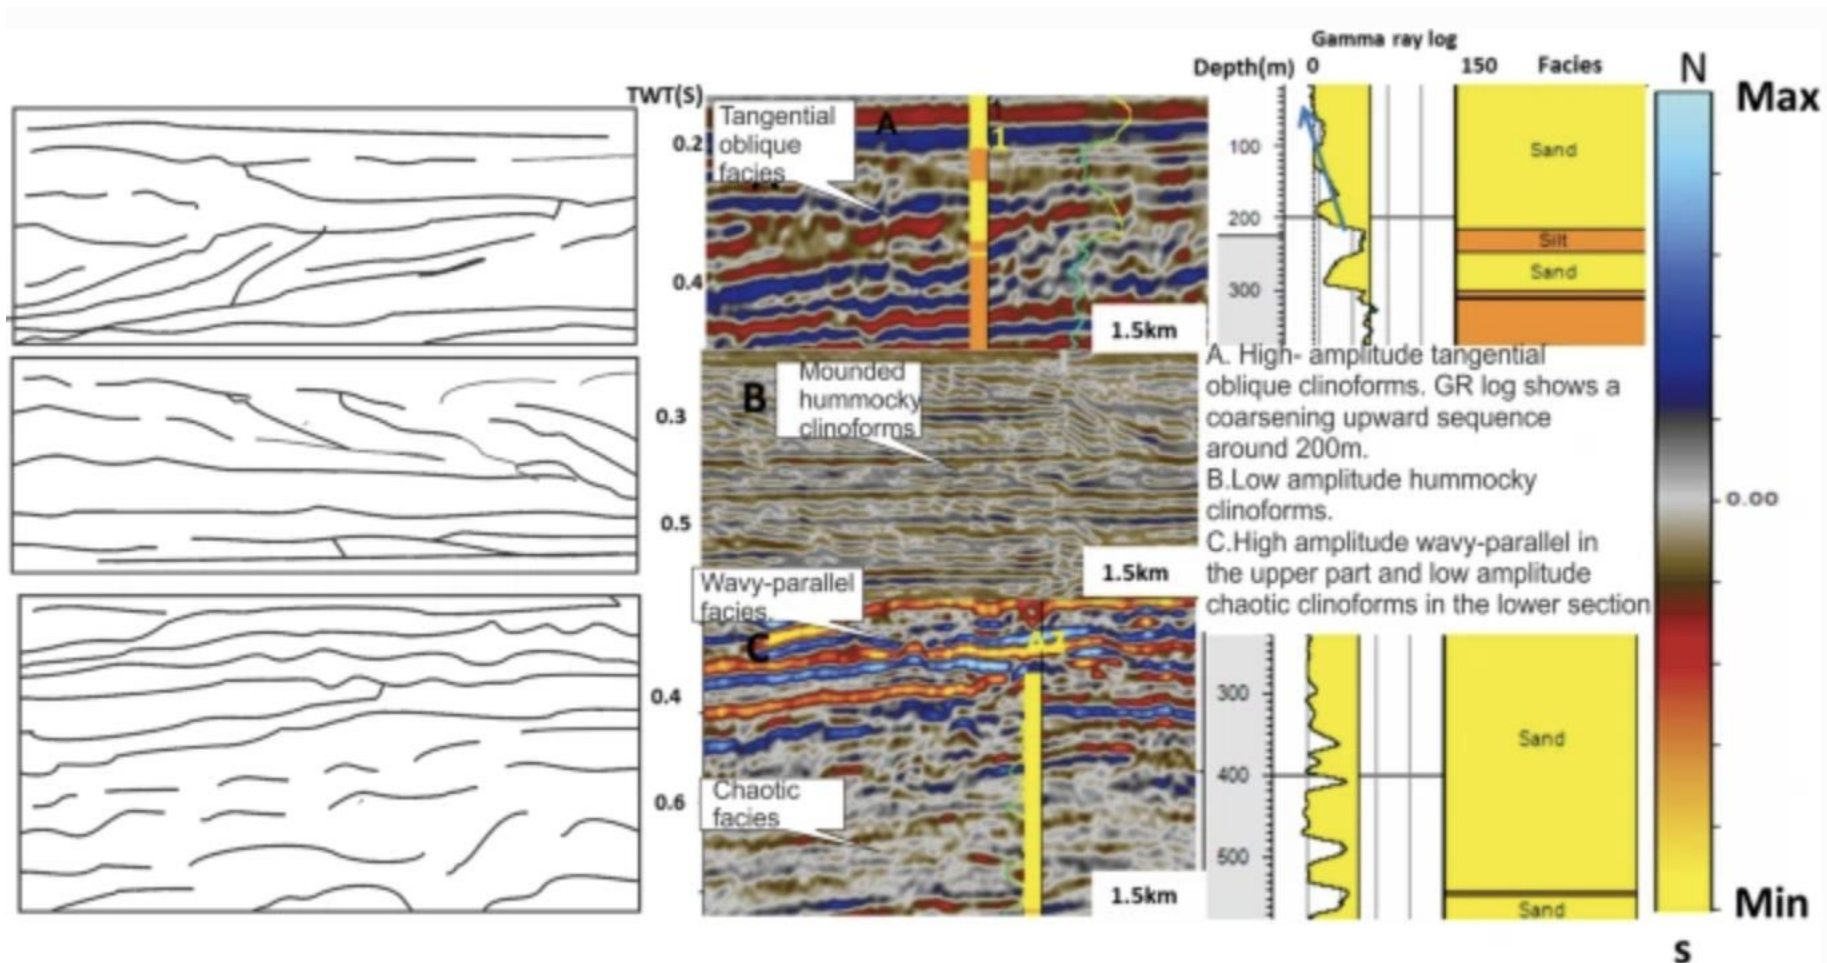 Gamma ray log
Depth(m) 0 150 Facies
N
Max
TWT(S)
Tangential
oblique
facies
A
1
0.2
0.4
1.5km
100
200
300
Sand
Silt
Sand
A. High- amplitude tangential
oblique clinoforms. GR log shows a
coarsening upward sequence
around 200m.
B.Low amplitude hummocky
clinoforms.
C.High amplitude wavy-parallel in
the upper part and low amplitude
chaotic clinoforms in the lower section
0.00
B
Mounded
hummocky
clinoforms
0.3
0.5
1.5km
Wavy-parallel
facies
C
0.4
0.6
Chaotic
facies
1.5km
300
400
500
Sand
Sand
Min
S